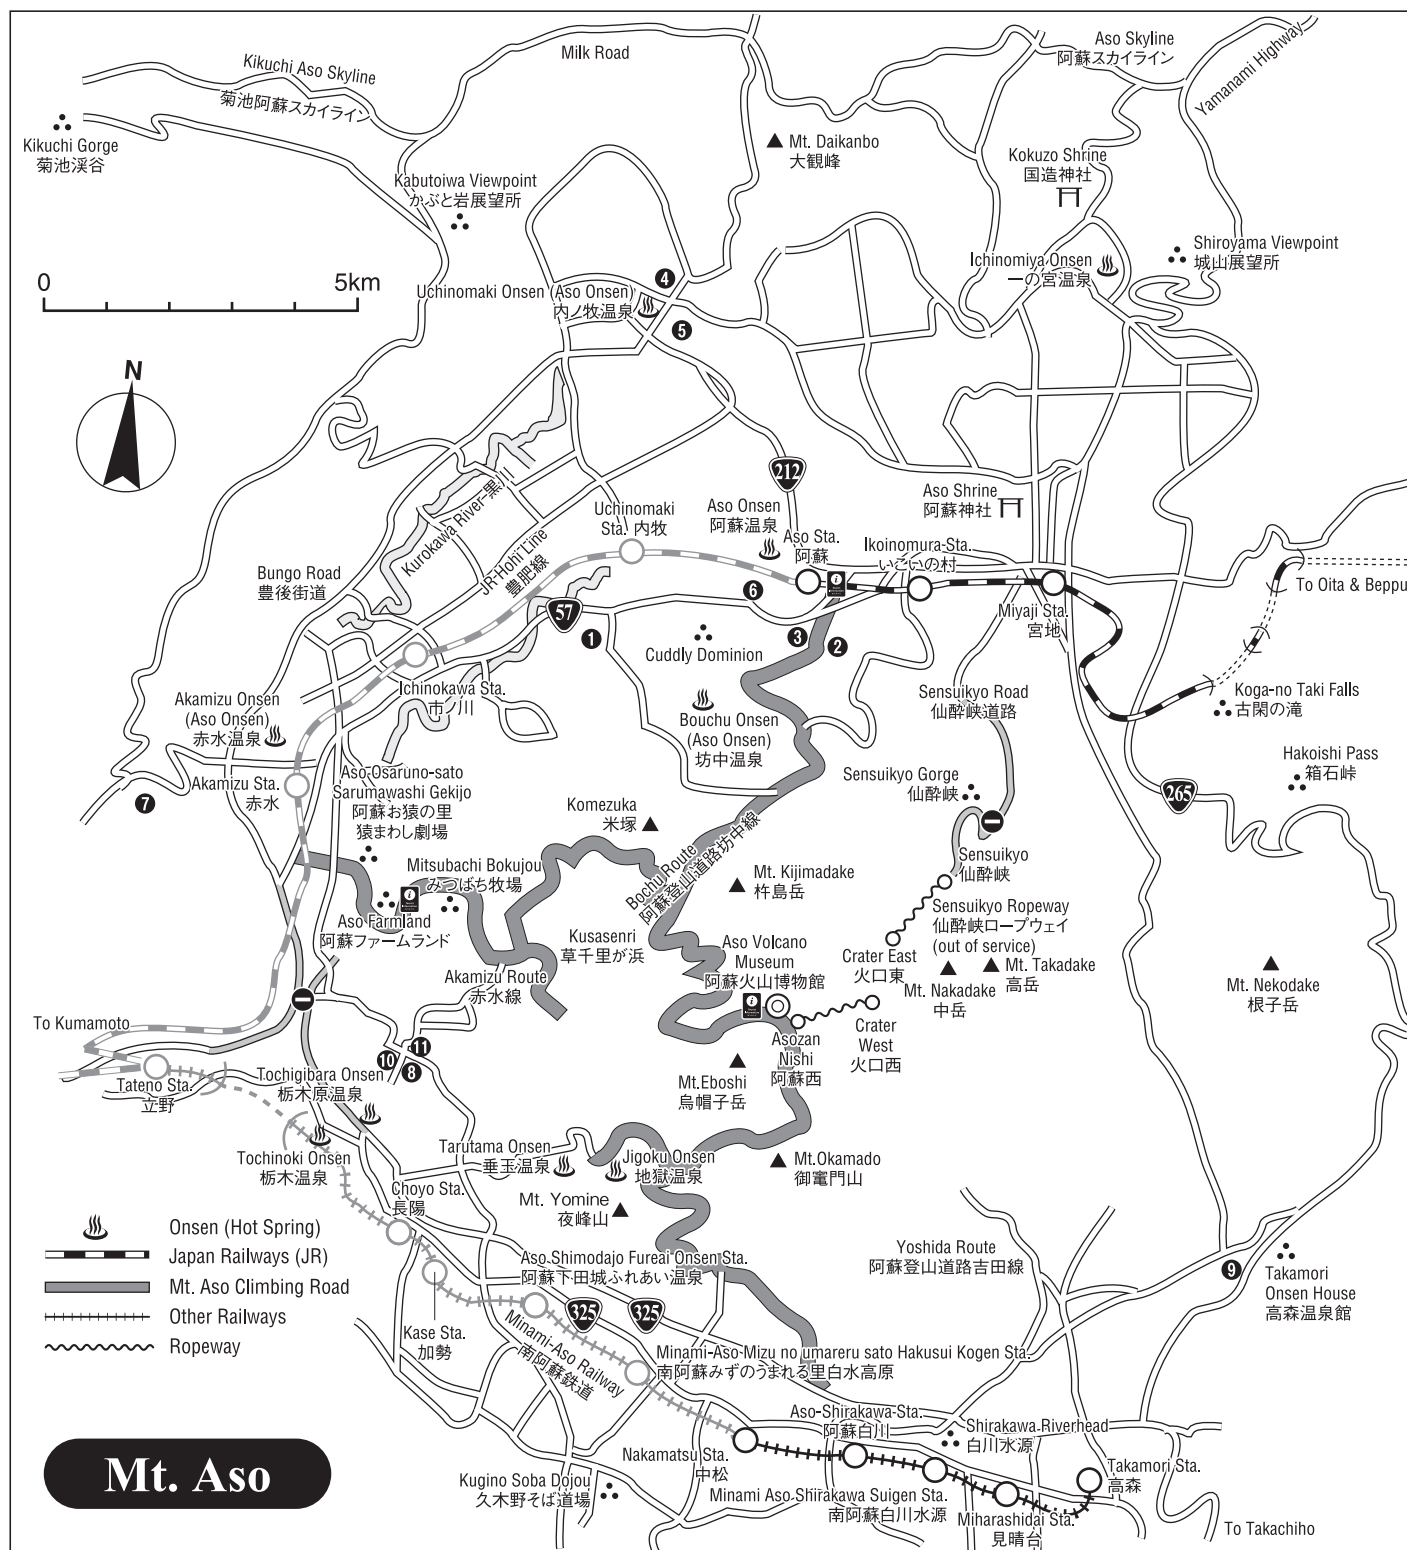 Kikuchi Aso Skyline
菊池阿蘇スカイライン
Milk Road
Aso Skyline
阿蘇スカイライン
Yamanami Highway
Kikuchi Gorge
菊池渓谷
Mt. Daikanbo
大観峰
Kokuzo Shrine
国造神社
Kabutoiwa Viewpoint
かぶと岩展望所
Shiroyama Viewpoint
城山展望所
Ichinomiya Onsen
一の宮温泉
0
5km
4
Uchinomaki Onsen (Aso Onsen)
内ノ牧温泉
5
N
212
Aso Shrine
阿蘇神社
Kurokawa River-黒川
Uchinomaki
Sta. 内牧
Aso Onsen
阿蘇温泉
Aso Sta.
阿蘇
Ikoinomura Sta.
いこいの村
JR-Hohi Line
豊肥線
Bungo Road
豊後街道
To Oita & Beppu
6
57
1
3
2
Miyaji Sta.
宮地
Cuddly Dominion
Ichinokawa Sta.
市ノ川
Akamizu Onsen
(Aso Onsen)
赤水温泉
Bouchu Onsen
(Aso Onsen)
坊中温泉
Sensuikyo Road
仙酔峡道路
Koga-no Taki Falls
古閑の滝
Hakoishi Pass
箱石峠
265
Akamizu Sta.
赤水
7
Aso Osaruno-sato
Sarumawashi Gekijo
阿蘇お猿の里
猿まわし劇場
Komezuka
米塚
Sensuikyo Gorge
仙酔峡
Mitsubachi Bokujou
みつばち牧場
Bochu Route
阿蘇登山道路坊中線
Mt. Kijimadake
杵島岳
Sensuikyo
仙酔峡
i
Aso Farmland
阿蘇ファームランド
Kusasenri
草千里が浜
Sensuikyo Ropeway
仙酔峡ロープウェイ
(out of service)
Aso Volcano
Museum
阿蘇火山博物館
Crater East
火口東
Mt. Takadake
高岳
Mt. Nakadake
中岳
Mt. Nekodake
根子岳
Akamizu Route
赤水線
To Kumamoto
i
Asozan
Nishi
阿蘇西
Crater
West
火口西
10
11
8
Mt.Eboshi
烏帽子岳
Tateno Sta.
立野
Tochigibara Onsen
栃木原温泉
Tochinoki Onsen
栃木温泉
Tarutama Onsen
垂玉温泉
Jigoku Onsen
地獄温泉
Mt.Okamado
御竈門山
Choyo Sta.
長陽
Mt. Yomine
夜峰山
Onsen (Hot Spring)
Japan Railways (JR)
Mt. Aso Climbing Road
Other Railways
Ropeway
Aso Shimodajo Fureai Onsen Sta.
阿蘇下田城ふれあい温泉
Yoshida Route
阿蘇登山道路吉田線
9
Takamori
Onsen House
高森温泉館
325
325
Kase Sta.
加勢
Minami-Aso Railway
南阿蘇鉄道
Minami-Aso Mizu no umareru sato Hakusui Kogen Sta.
南阿蘇みずのうまれる里白水高原
Aso-Shirakawa-Sta.
阿蘇白川
Shirakawa Riverhead
白川水源
Nakamatsu Sta.
中松
Takamori Sta.
高森
Mt. Aso
Kugino Soba Dojou
久木野そば道場
Minami Aso Shirakawa Suigen Sta.
南阿蘇白川水源
Miharashidai Sta.
見晴台
To Takachiho